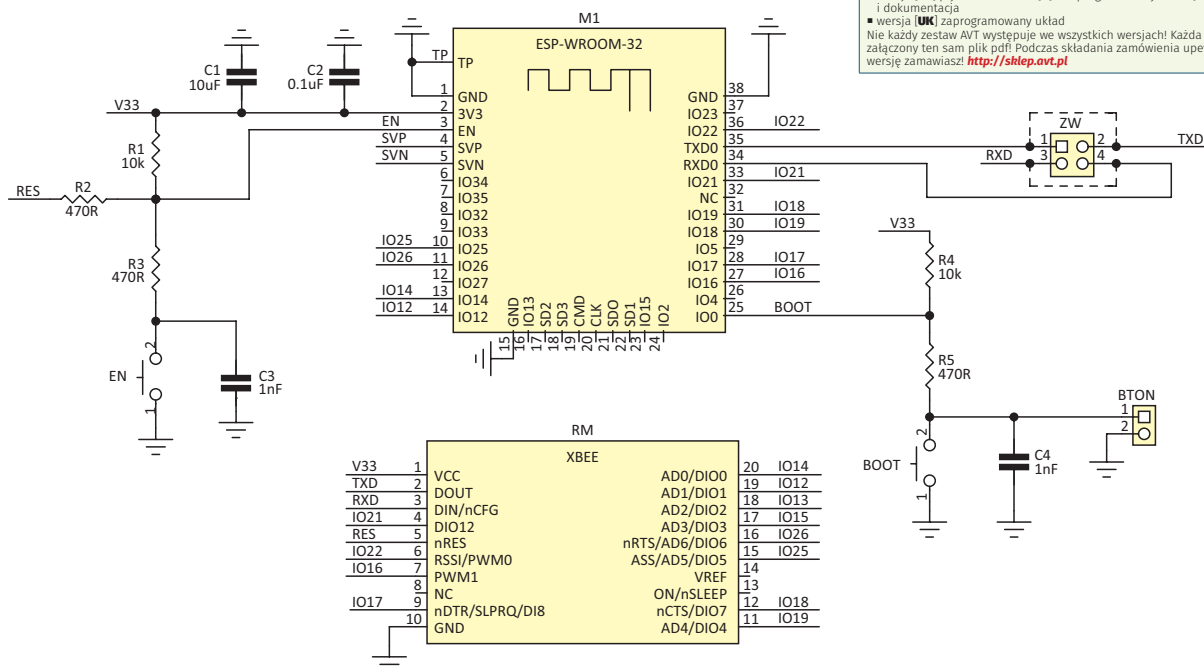 i dokumentacja
▪ wersja [UK] zaprogramowany układ
Nie każdy zestaw AVT występuje we wszystkich wersjach! Każda
załączony ten sam plik pdf! Podczas składania zamówienia upe
wersję zamawiasz! http://sklep.avt.pl
M1
ESP-WROOM-32
TP
TP
1 GND
2 3V3
3 EN
4 SVP
5 SVN
6 IO34
7 IO35
8 IO32
9 IO33
10 IO25
11 IO26
12 IO27
13 IO14
14 IO12
EN
SVP
SVN
IO25
IO26
IO14
IO12
15 GND
16 IO13
17 SD2
18 SD3
19 CMD
20 CLK
21 SDO
22 SD1
23 IO15
24 IO2
GND 38
IO23 37
IO22 36 IO22
TXD0 35
RXD0 34
IO21 33 IO21
NC 32
IO19 31 IO18
IO18 30 IO19
IO5 29
IO17 28 IO17
IO16 27 IO16
IO4 26
IO0 25 BOOT
C1
10uF
C2
0.1uF
V33
R1
10k
RES
R2
470R
R3
470R
EN
2
1
C3
1nF
ZW
1 2
3 4
TXD
RXD
V33
R4
10k
R5
470R
BOOT
2
1
C4
1nF
BTON
1
2
RM
XBEE
V33 1 VCC
TXD 2 DOUT
RXD 3 DIN/nCFG
IO21 4 DIO12
RES 5 nRES
IO22 6 RSSI/PWM0
IO16 7 PWM1
8 NC
IO17 9 nDTR/SLPRQ/DI8
10 GND
AD0/DIO0 20 IO14
AD1/DIO1 19 IO12
AD2/DIO2 18 IO13
AD3/DIO3 17 IO15
nRTS/AD6/DIO6 16 IO26
ASS/AD5/DIO5 15 IO25
VREF 14
ON/nSLEEP 13
nCTS/DIO7 12 IO18
AD4/DIO4 11 IO19